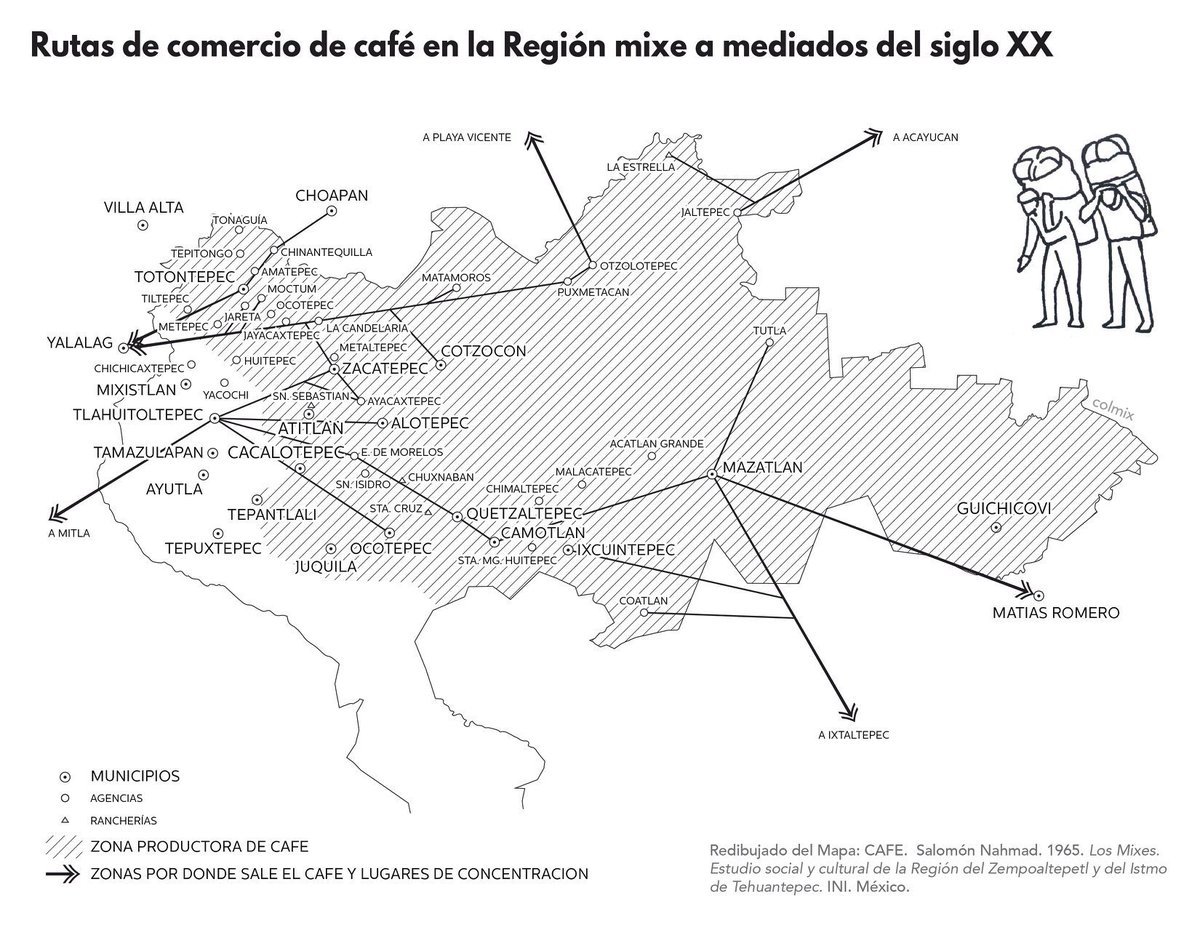 Rutas de comercio de café en la Región mixe a mediados del siglo XX
A PLAYA VICENTE
A ACAYUCAN
LA ESTRELLA
CHOAPAN
VILLA ALTA
JALTEPEC
TOÑAGUÍA
TEPITONGO
CHINANTEQUILLA
OTZOLOTEPEC
AMATEPEC
TOTONTEPEC
MATAMOROS
MOCTUM
PUXMETACAN
TILTEPEC
OCOTEPEC
JARETA
METEPEC
LA CANDELARIA
TUTLA
JAYACAXTEPEC
YALALAG
METALTEPEC
COTZOCON
HUITEPEC
CHICHICAXTEPEC
ZACATEPEC
MIXISTLAN
YACOCHI
SN. SEBASTIAN
AYACAXTEPEC
colmix
TLAHUITOLTEPEC
ATITLAN
ALOTEPEC
ACATLAN GRANDE
TAMAZULAPAN
CACALOTEPEC
E. DE MORELOS
MAZATLAN
MALACATEPEC
CHUXNABAN
SN. ISIDRO
AYUTLA
CHIMALTEPEC
STA. CRUZ
GUICHICOVI
TEPANTLALI
QUETZALTEPEC
A MITLA
CAMOTLAN
TEPUXTEPEC
OCOTEPEC
IXCUINTEPEC
STA. MG. HUITEPEC
JUQUILA
COATLAN
MATIAS ROMERO
A IXTALTEPEC
MUNICIPIOS
AGENCIAS
RANCHERÍAS
ZONA PRODUCTORA DE CAFE
ZONAS POR DONDE SALE EL CAFE Y LUGARES DE CONCENTRACION
Redibujado del Mapa: CAFE. Salomón Nahmad. 1965. Los Mixes.
Estudio social y cultural de la Región del Zempoaltepetl y del Istmo
de Tehuantepec. INI. México.